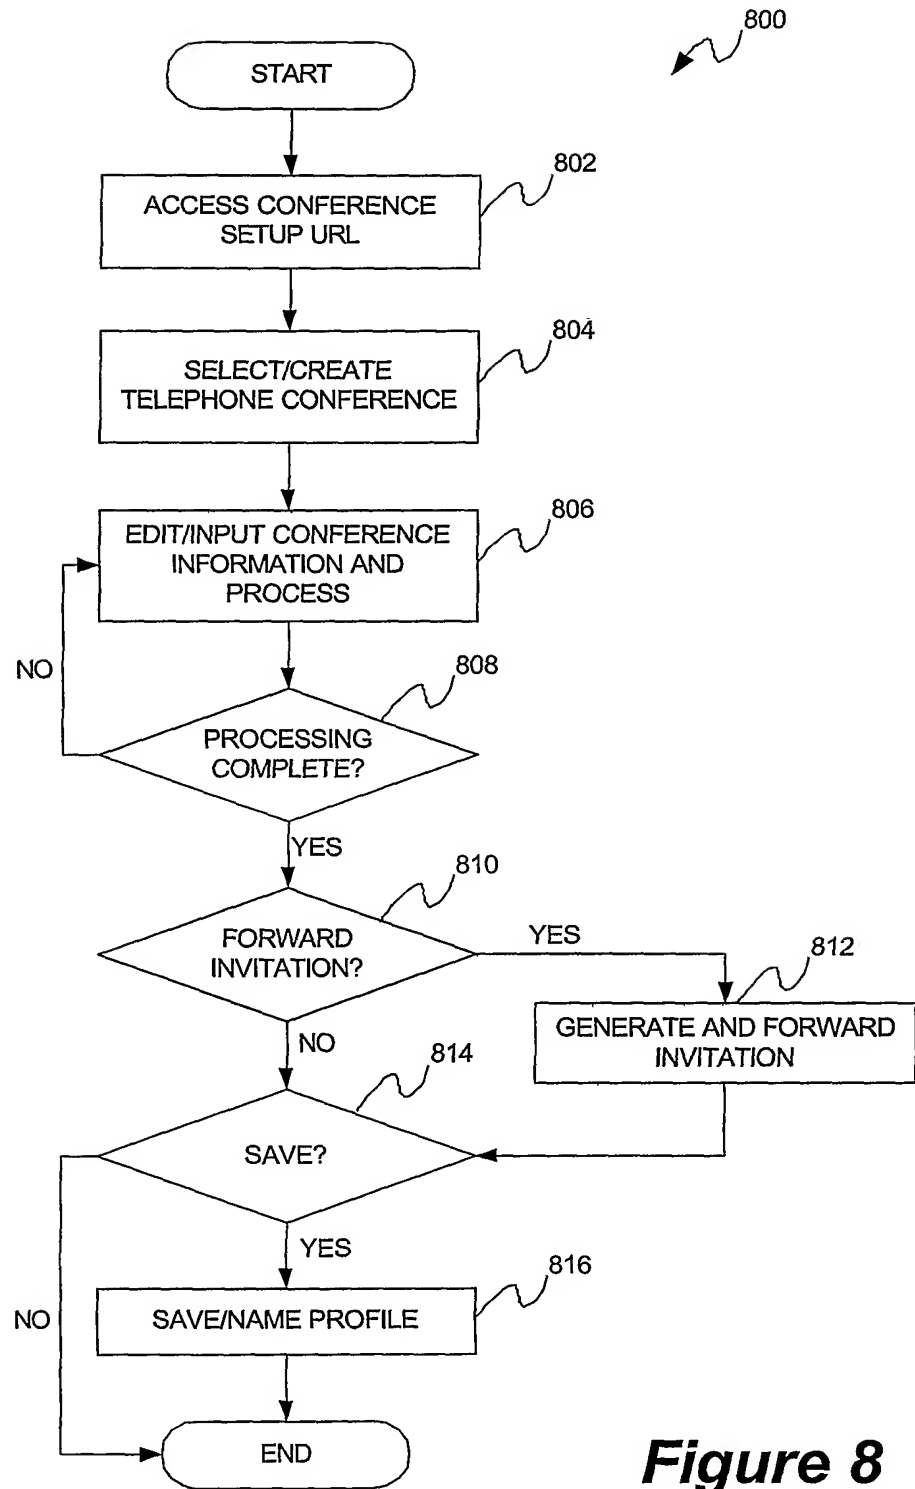 800
START
802
ACCESS CONFERENCE
SETUP URL
804
SELECT/CREATE
TELEPHONE CONFERENCE
806
EDIT/INPUT CONFERENCE
INFORMATION AND
PROCESS
NO
808
PROCESSING
COMPLETE?
YES
810
FORWARD
INVITATION?
YES
812
GENERATE AND FORWARD
INVITATION
NO
814
SAVE?
YES
816
NO
SAVE/NAME PROFILE
END
Figure 8